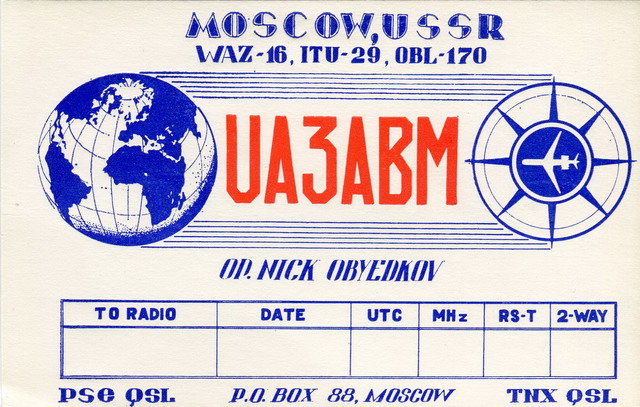 MOSCOW, USSR
WAZ-16, ITU-29, OBL-170
UA3ABM
OP. NICK OBYEDKOV
TO RADIO DATE UTC MHz RS-T 2-WAY
PSe QSL P.O. BOX 88, MOSCOW TNX QSL